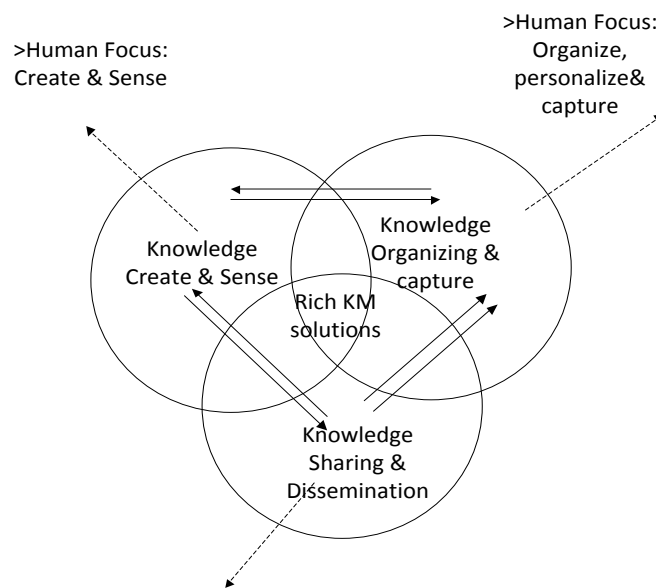 >Human Focus:
Create & Sense
>Human Focus:
Organize,
personalize&
capture
Knowledge
Create & Sense
Knowledge
Organizing &
capture
Rich KM
solutions
Knowledge
Sharing &
Dissemination